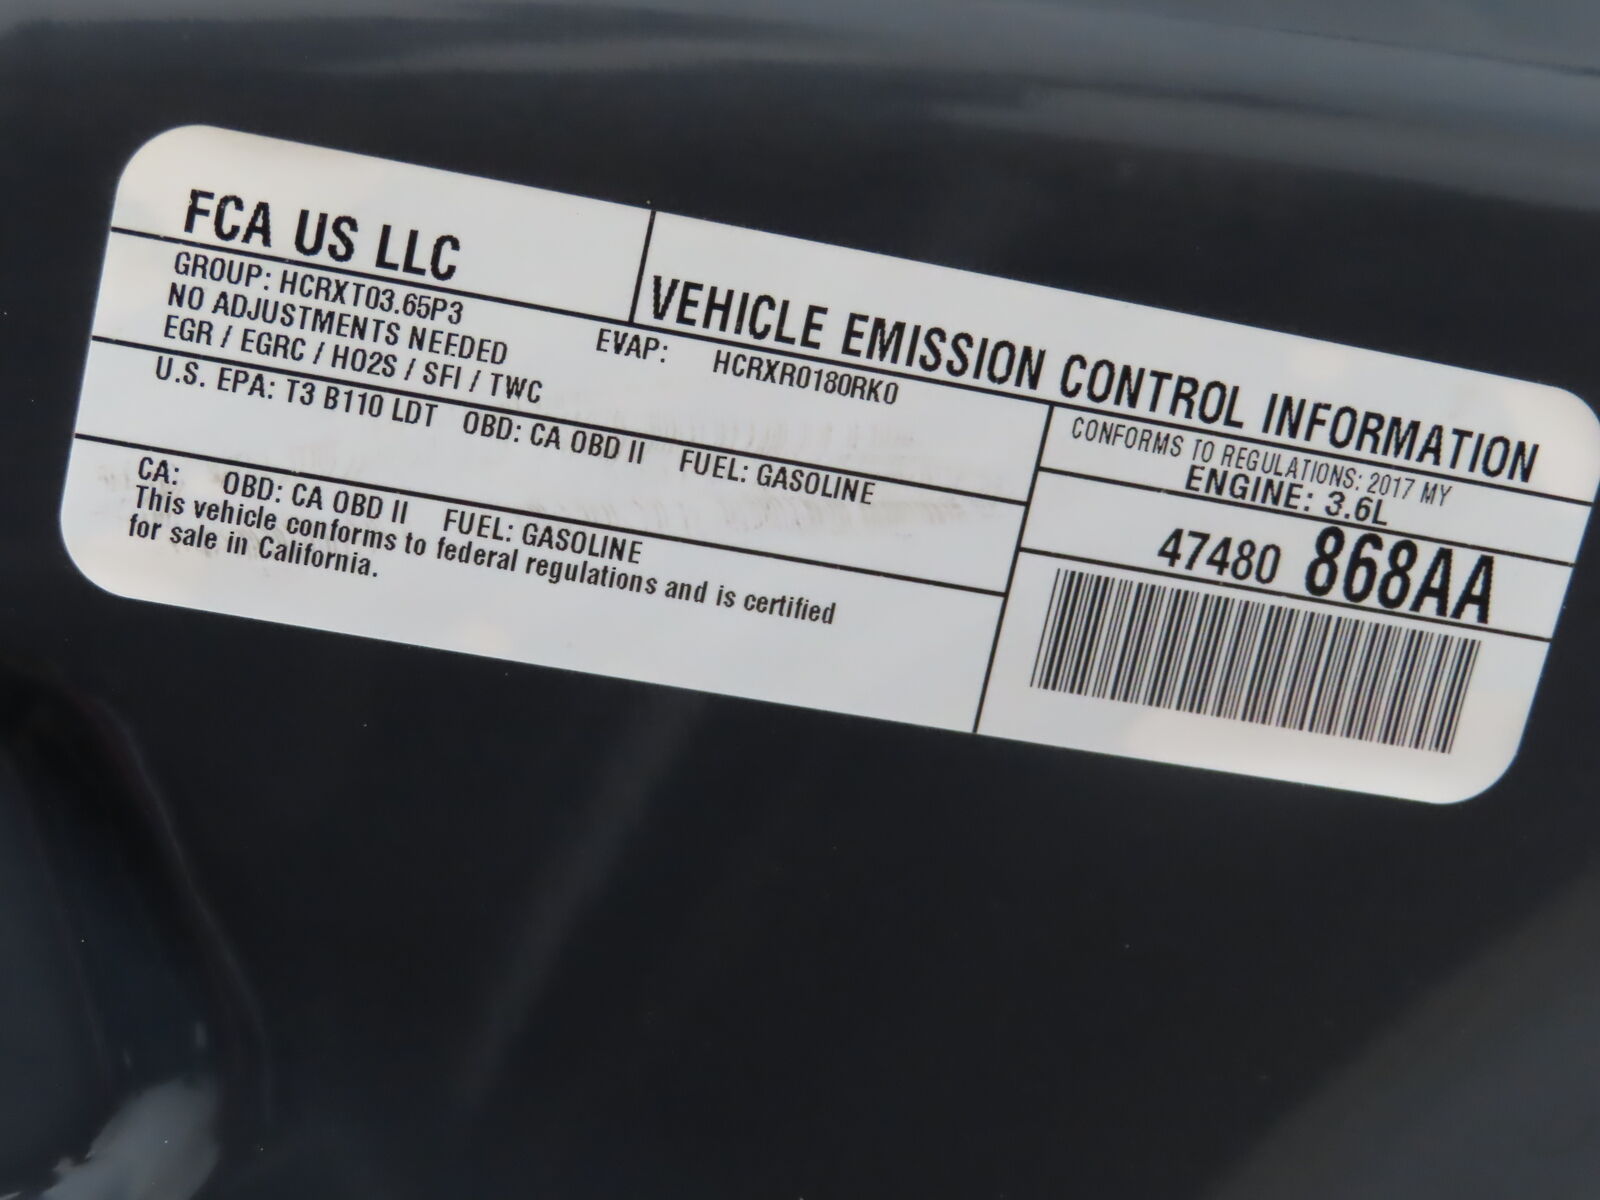 FCA US LLC
VEHICLE EMISSION CONTROL INFORMATION
GROUP: HCRXT03.65P3
EVAP: HCRXR0180RK0
NO ADJUSTMENTS NEEDED
EGR / EGRC / HO2S / SFI / TWC
U.S. EPA: T3 B110 LDT OBD: CA OBD II FUEL: GASOLINE
CA: OBD: CA OBD II FUEL: GASOLINE
This vehicle conforms to federal regulations and is certified
for sale in California.
CONFORMS TO REGULATIONS: 2017 MY
ENGINE: 3.6L
47480 868AA